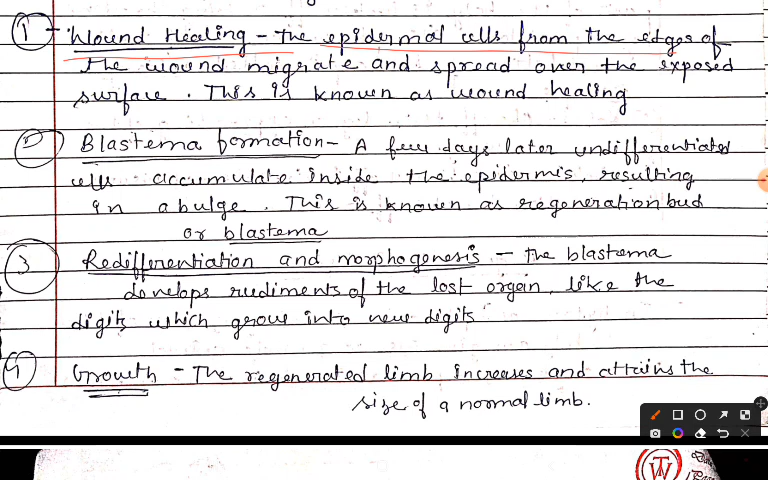 1 - Wound Healing - The epidermal cells from the edges of
the wound migrate and spread over the exposed
surface. This is known as wound healing
2 Blastema formation - A few days later undifferentiated
cells accumulate inside the epidermis, resulting
in a bulge. This is known as regeneration bud
or blastema
3 Redifferentiation and morphogenesis - the blastema
develops rudiments of the lost organ, like the
digits which grow into new digits
4 Growth - The regenerated limb increases and attains the
size of a normal limb.